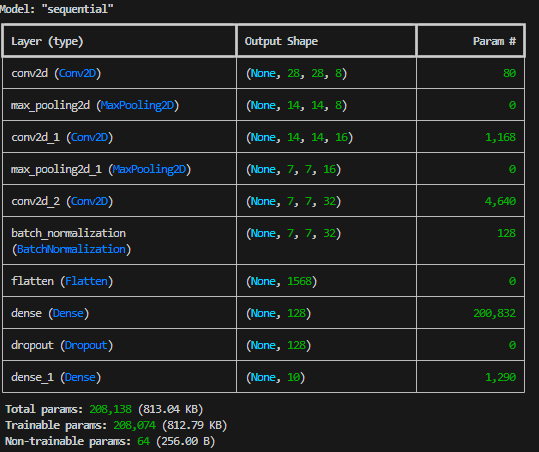 Model: "sequential"
Layer (type) Output Shape Param #
conv2d (Conv2D) (None, 28, 28, 8) 80
max_pooling2d (MaxPooling2D) (None, 14, 14, 8) 0
conv2d_1 (Conv2D) (None, 14, 14, 16) 1,168
max_pooling2d_1 (MaxPooling2D) (None, 7, 7, 16) 0
conv2d_2 (Conv2D) (None, 7, 7, 32) 4,640
batch_normalization (None, 7, 7, 32) 128
(BatchNormalization)
flatten (Flatten) (None, 1568) 0
dense (Dense) (None, 128) 200,832
dropout (Dropout) (None, 128) 0
dense_1 (Dense) (None, 10) 1,290
Total params: 208,138 (813.04 KB)
Trainable params: 208,074 (812.79 KB)
Non-trainable params: 64 (256.00 B)